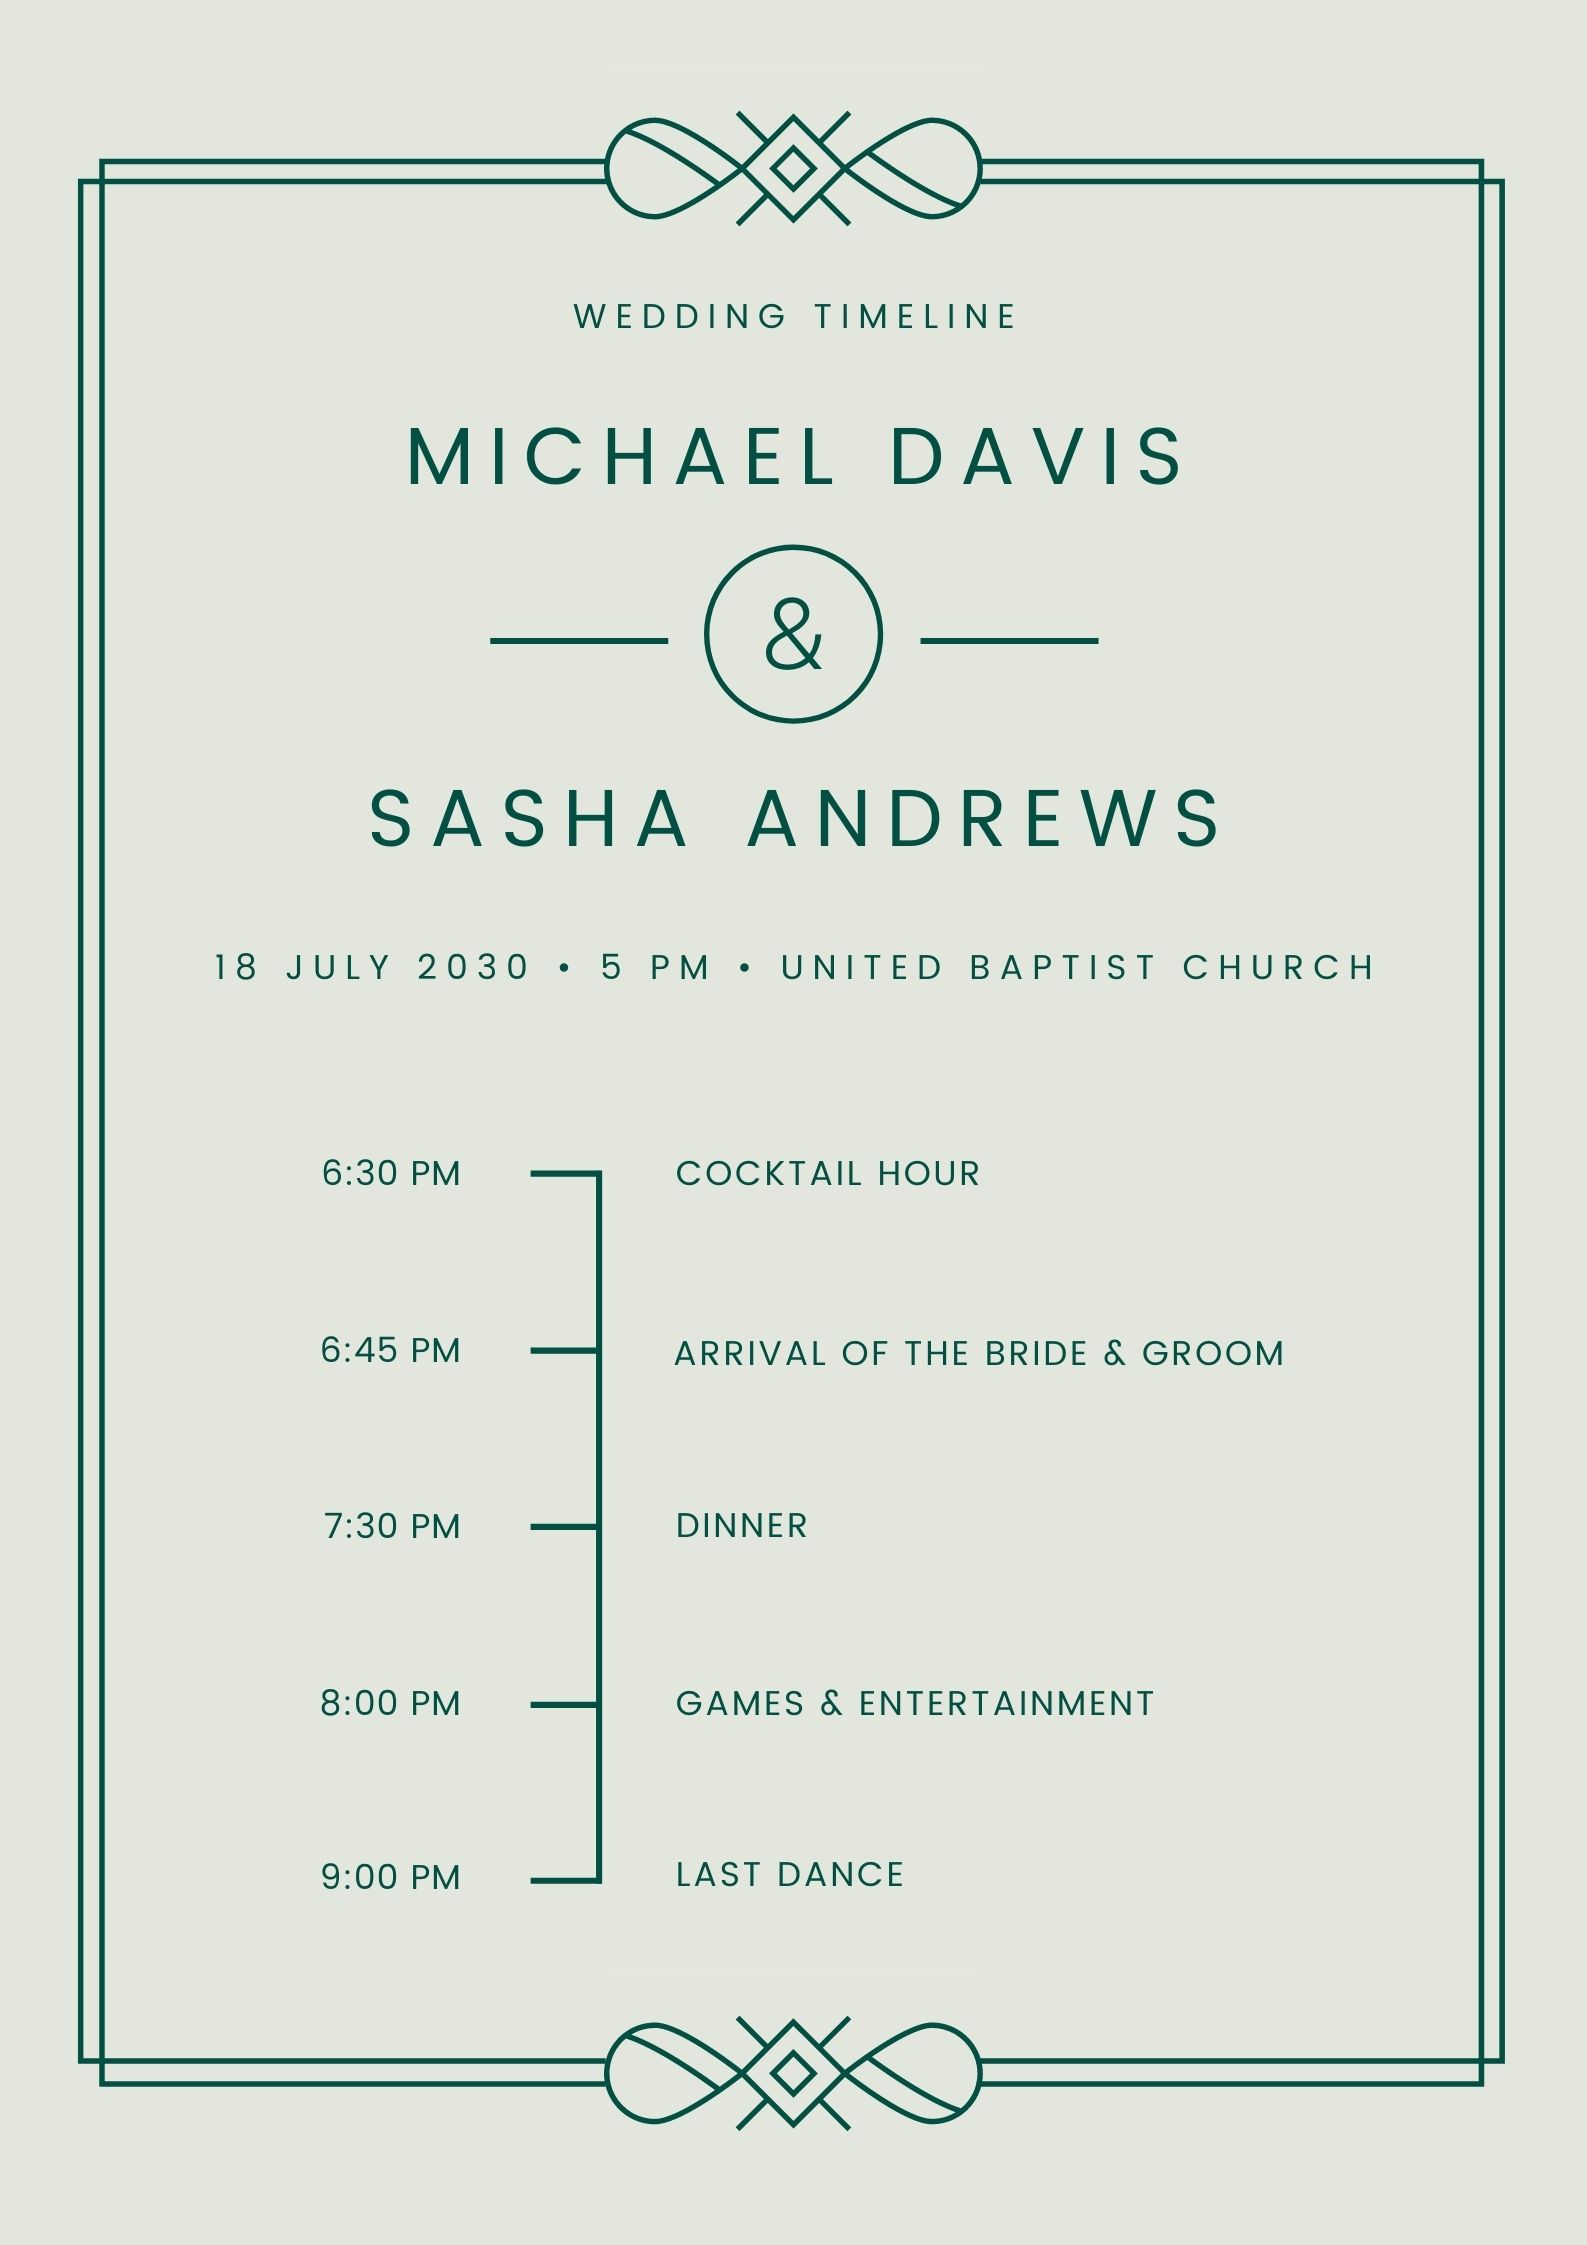 WEDDING TIMELINE
MICHAEL DAVIS
&
SASHA ANDREWS
18 JULY 2030 • 5 PM • UNITED BAPTIST CHURCH
6:30 PM COCKTAIL HOUR
6:45 PM ARRIVAL OF THE BRIDE & GROOM
7:30 PM DINNER
8:00 PM GAMES & ENTERTAINMENT
9:00 PM LAST DANCE